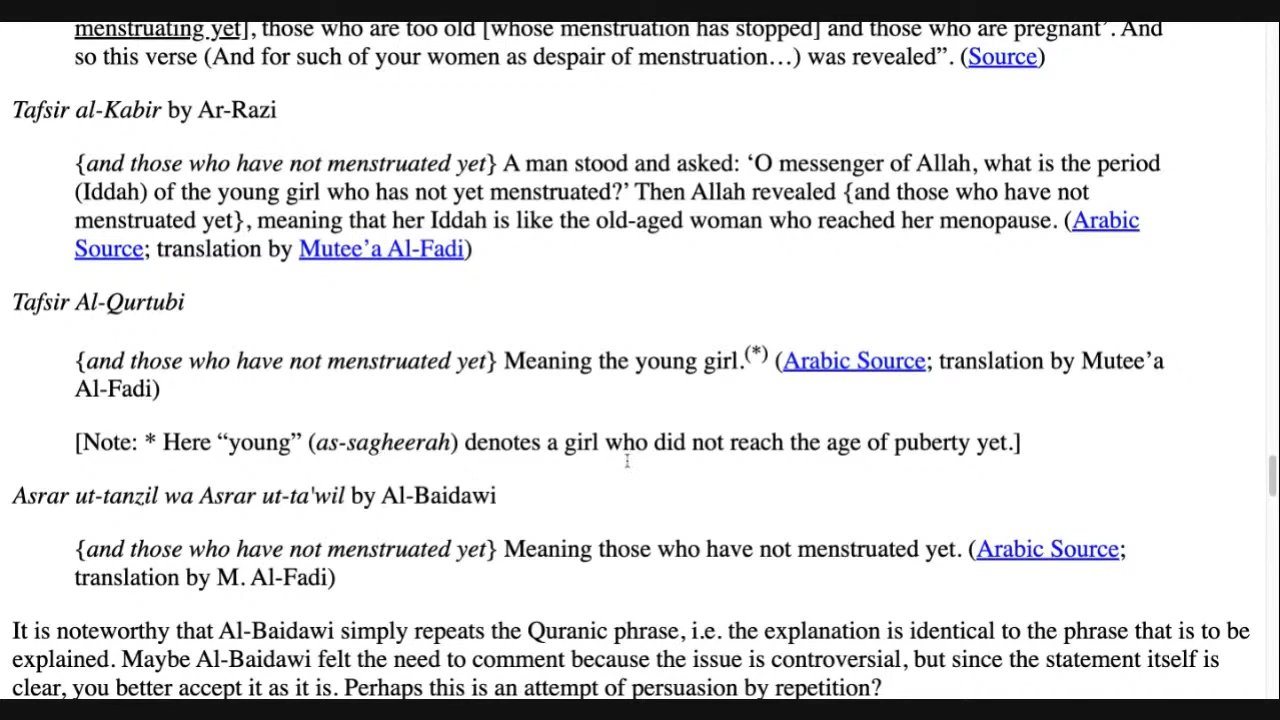 menstruating yet], those who are too old [whose menstruation has stopped] and those who are pregnant’. And
so this verse (And for such of your women as despair of menstruation…) was revealed”. (Source)
Tafsir al-Kabir by Ar-Razi
{and those who have not menstruated yet} A man stood and asked: ‘O messenger of Allah, what is the period
(Iddah) of the young girl who has not yet menstruated?’ Then Allah revealed {and those who have not
menstruated yet}, meaning that her Iddah is like the old-aged woman who reached her menopause. (Arabic
Source; translation by Mutee’a Al-Fadi)
Tafsir Al-Qurtubi
{and those who have not menstruated yet} Meaning the young girl.(*) (Arabic Source; translation by Mutee’a
Al-Fadi)
[Note: * Here “young” (as-sagheerah) denotes a girl who did not reach the age of puberty yet.]
Asrar ut-tanzil wa Asrar ut-ta'wil by Al-Baidawi
{and those who have not menstruated yet} Meaning those who have not menstruated yet. (Arabic Source;
translation by M. Al-Fadi)
It is noteworthy that Al-Baidawi simply repeats the Quranic phrase, i.e. the explanation is identical to the phrase that is to be
explained. Maybe Al-Baidawi felt the need to comment because the issue is controversial, but since the statement itself is
clear, you better accept it as it is. Perhaps this is an attempt of persuasion by repetition?